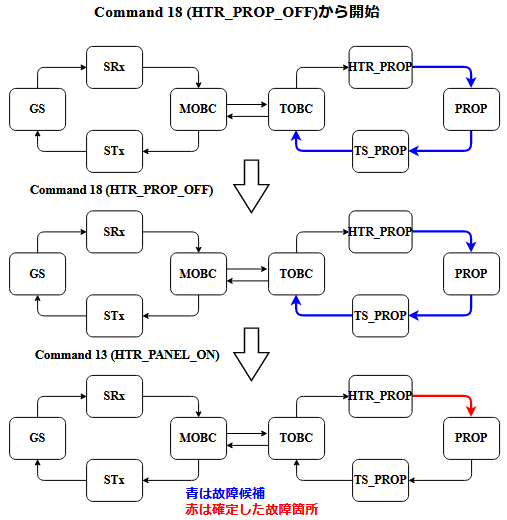 Command 18 (HTR_PROP_OFF)から開始
SRx
HTR_PROP
GS
MOBC
TOBC
PROP
STx
TS_PROP
Command 18 (HTR_PROP_OFF)
SRx
HTR_PROP
GS
MOBC
TOBC
PROP
STx
TS_PROP
Command 13 (HTR_PANEL_ON)
SRx
HTR_PROP
GS
MOBC
TOBC
PROP
STx
TS_PROP
青は故障候補
赤は確定した故障箇所